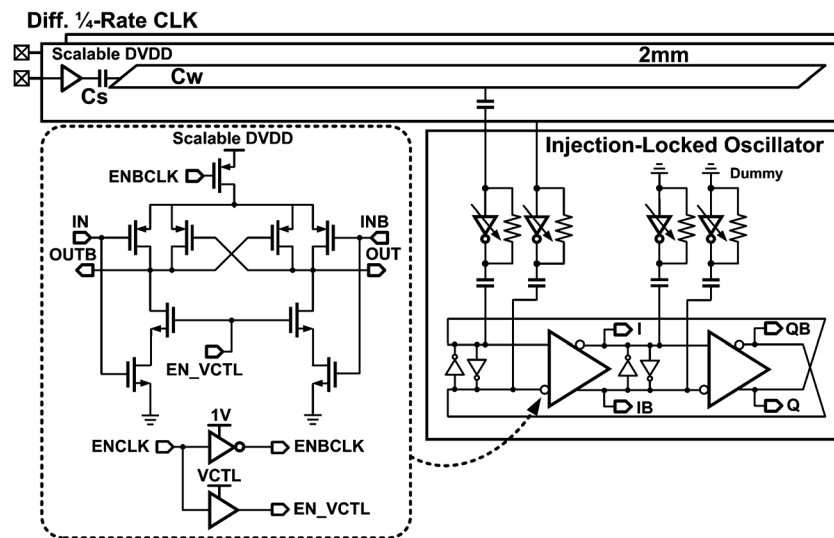 Diff. ¼-Rate CLK
Scalable DVDD
2mm
Cw
Cs
Scalable DVDD
ENBCLK
IN
INB
OUTB
OUT
EN_VCTL
1V
ENCLK
ENBCLK
VCTL
EN_VCTL
Injection-Locked Oscillator
Dummy
I
QB
IB
Q